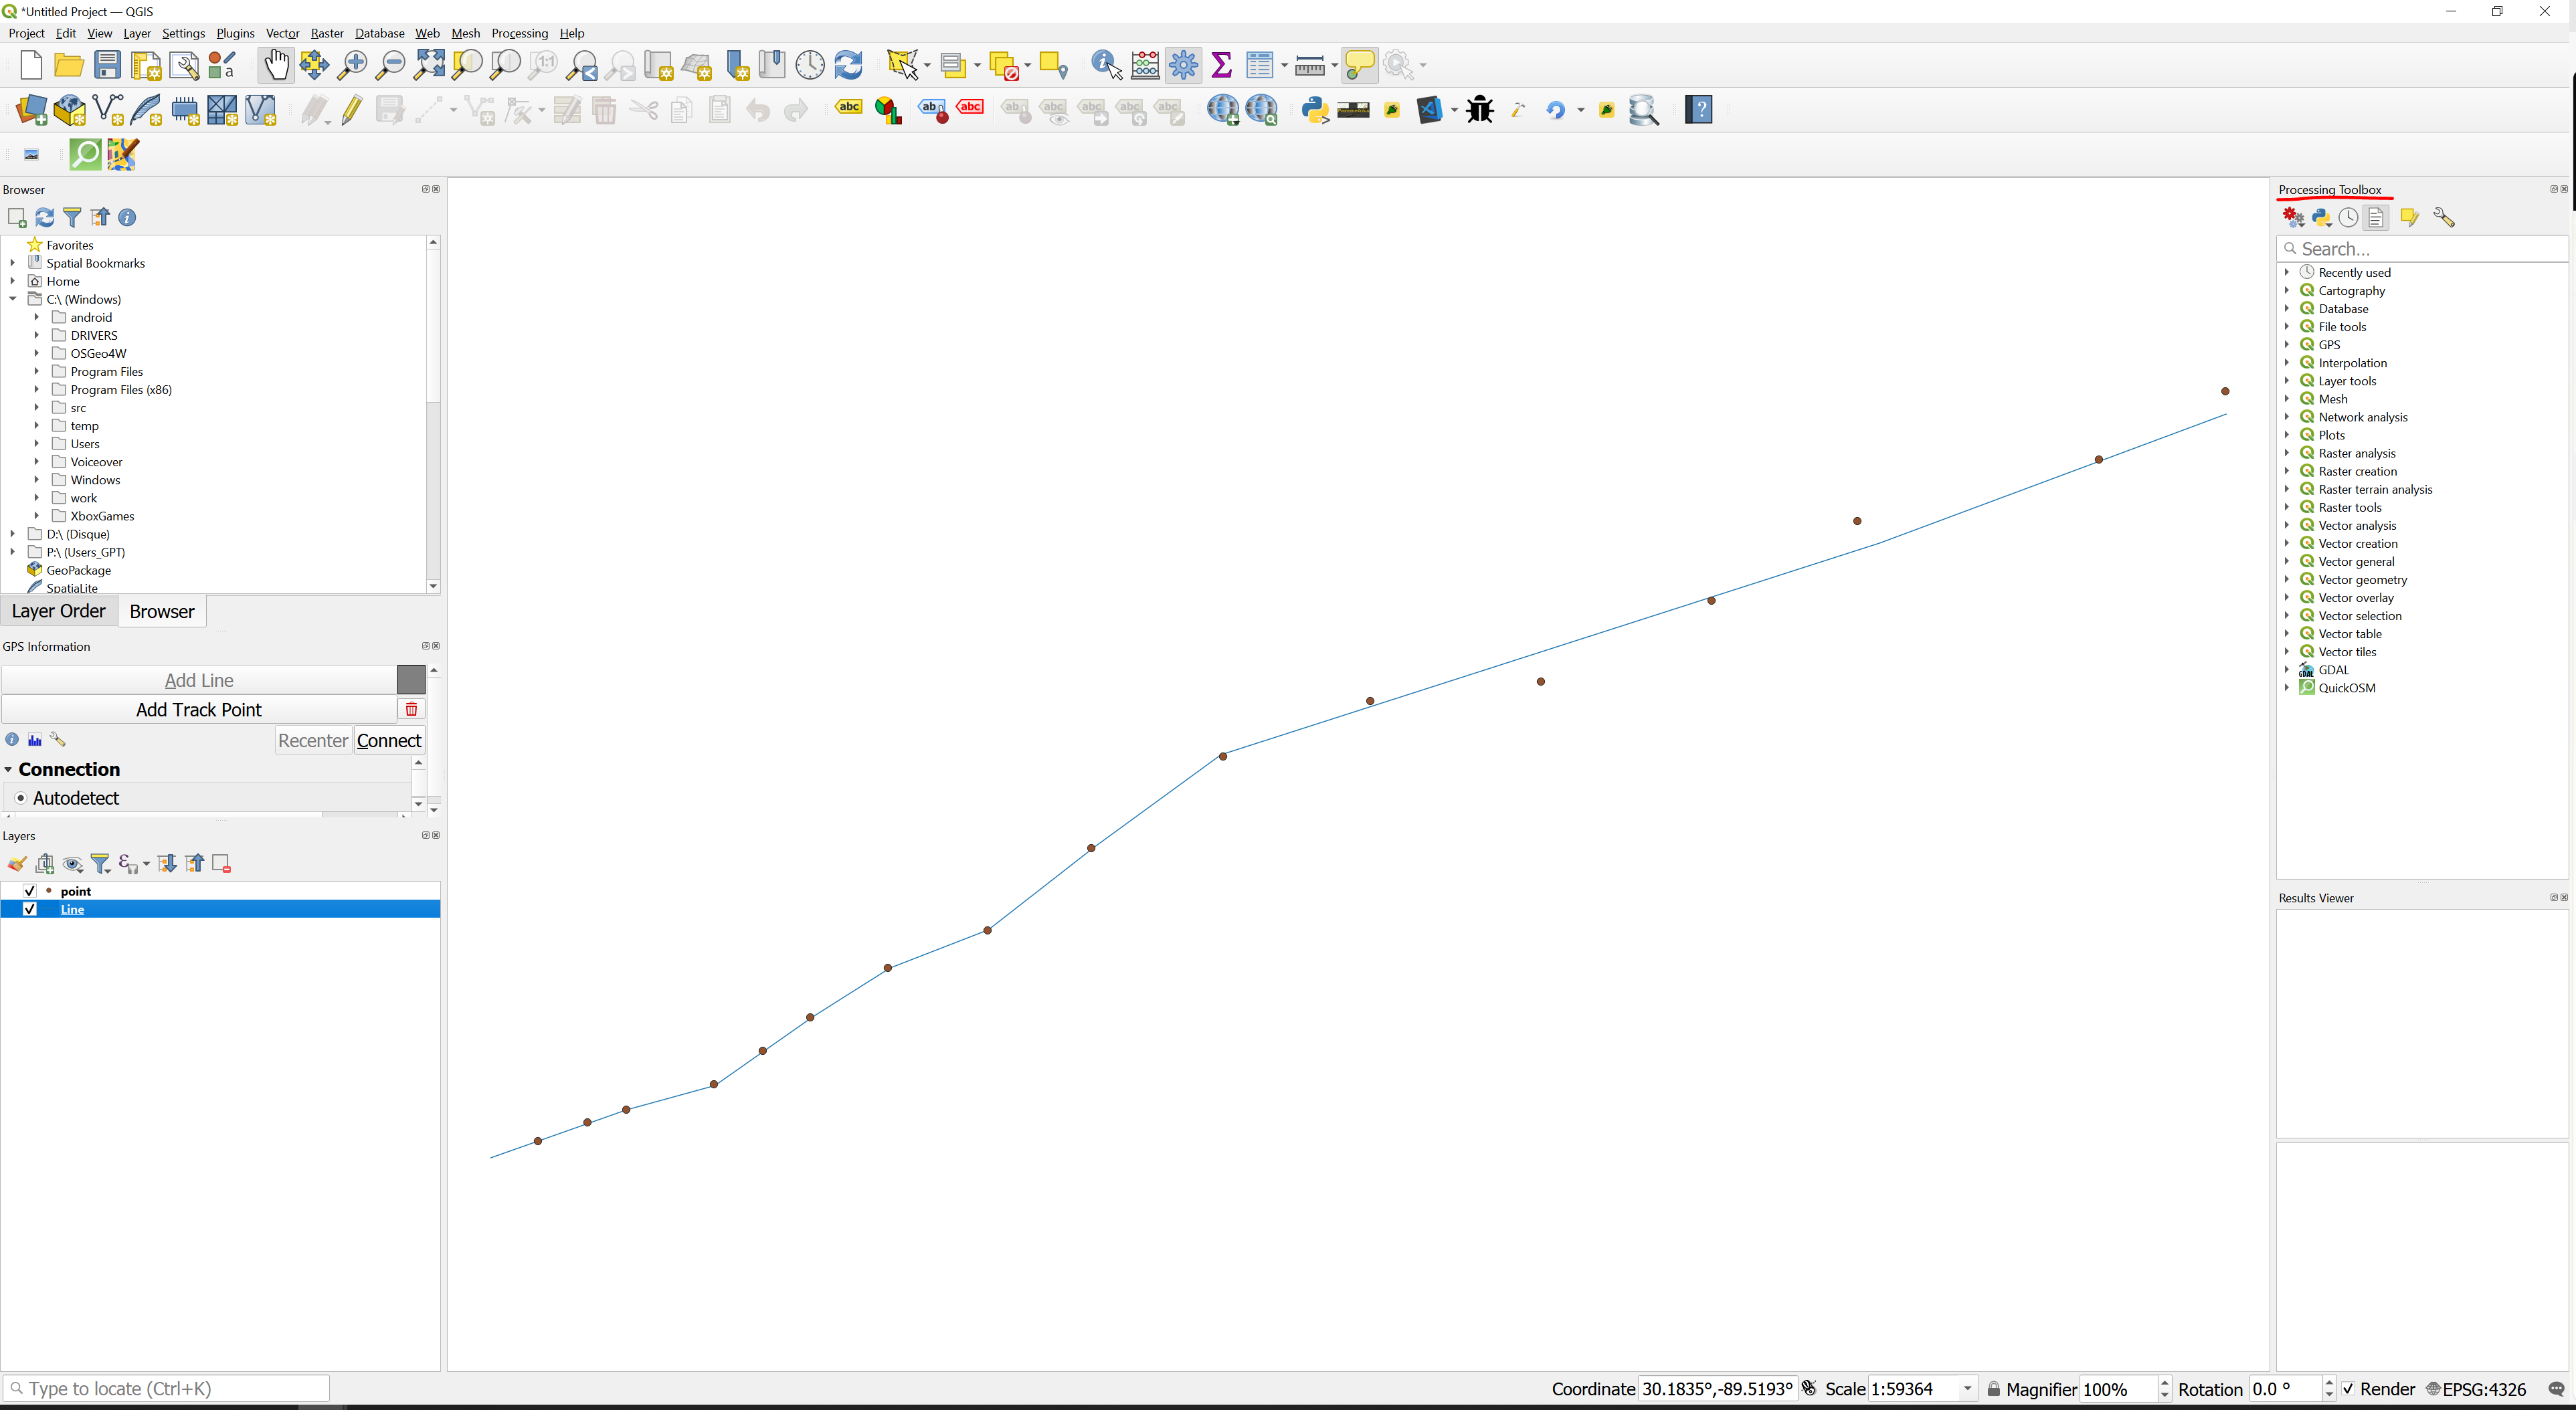 *Untitled Project — QGIS
Project Edit View Layer Settings Plugins Vector Raster Database Web Mesh Processing Help
Browser
Favorites
Spatial Bookmarks
Home
C:\ (Windows)
android
DRIVERS
OSGeo4W
Program Files
Program Files (x86)
src
temp
Users
Voiceover
Windows
work
XboxGames
D:\ (Disque)
P:\ (Users_GPT)
GeoPackage
SpatiaLite
Layer Order Browser
GPS Information
Add Line
Add Track Point
Recenter Connect
Connection
Autodetect
Layers
point
Line
Processing Toolbox
Search...
Recently used
Cartography
Database
File tools
GPS
Interpolation
Layer tools
Mesh
Network analysis
Plots
Raster analysis
Raster creation
Raster terrain analysis
Raster tools
Vector analysis
Vector creation
Vector general
Vector geometry
Vector overlay
Vector selection
Vector table
Vector tiles
GDAL
QuickOSM
Results Viewer
Type to locate (Ctrl+K) Coordinate 30.1835°,-89.5193° Scale 1:59364 Magnifier 100% Rotation 0.0 ° Render EPSG:4326